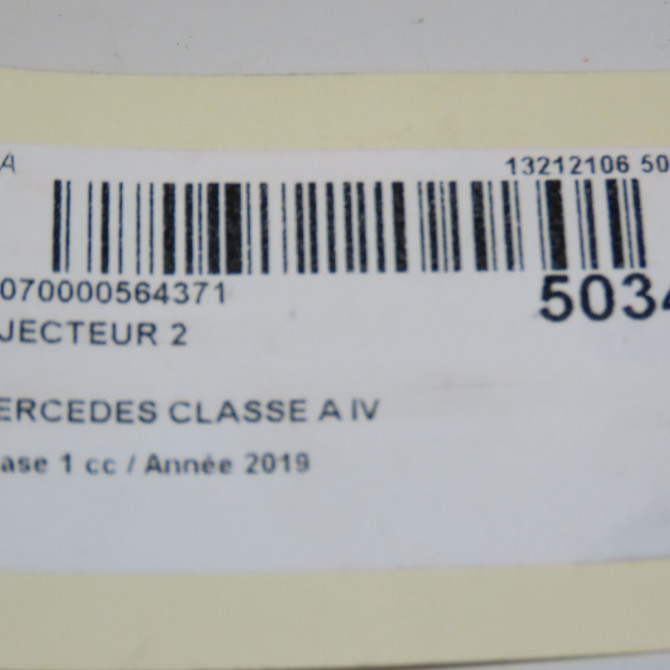 A 13212106 50
070000564371 5034
JECTEUR 2
ERCEDES CLASSE A IV
ase 1 cc / Année 2019